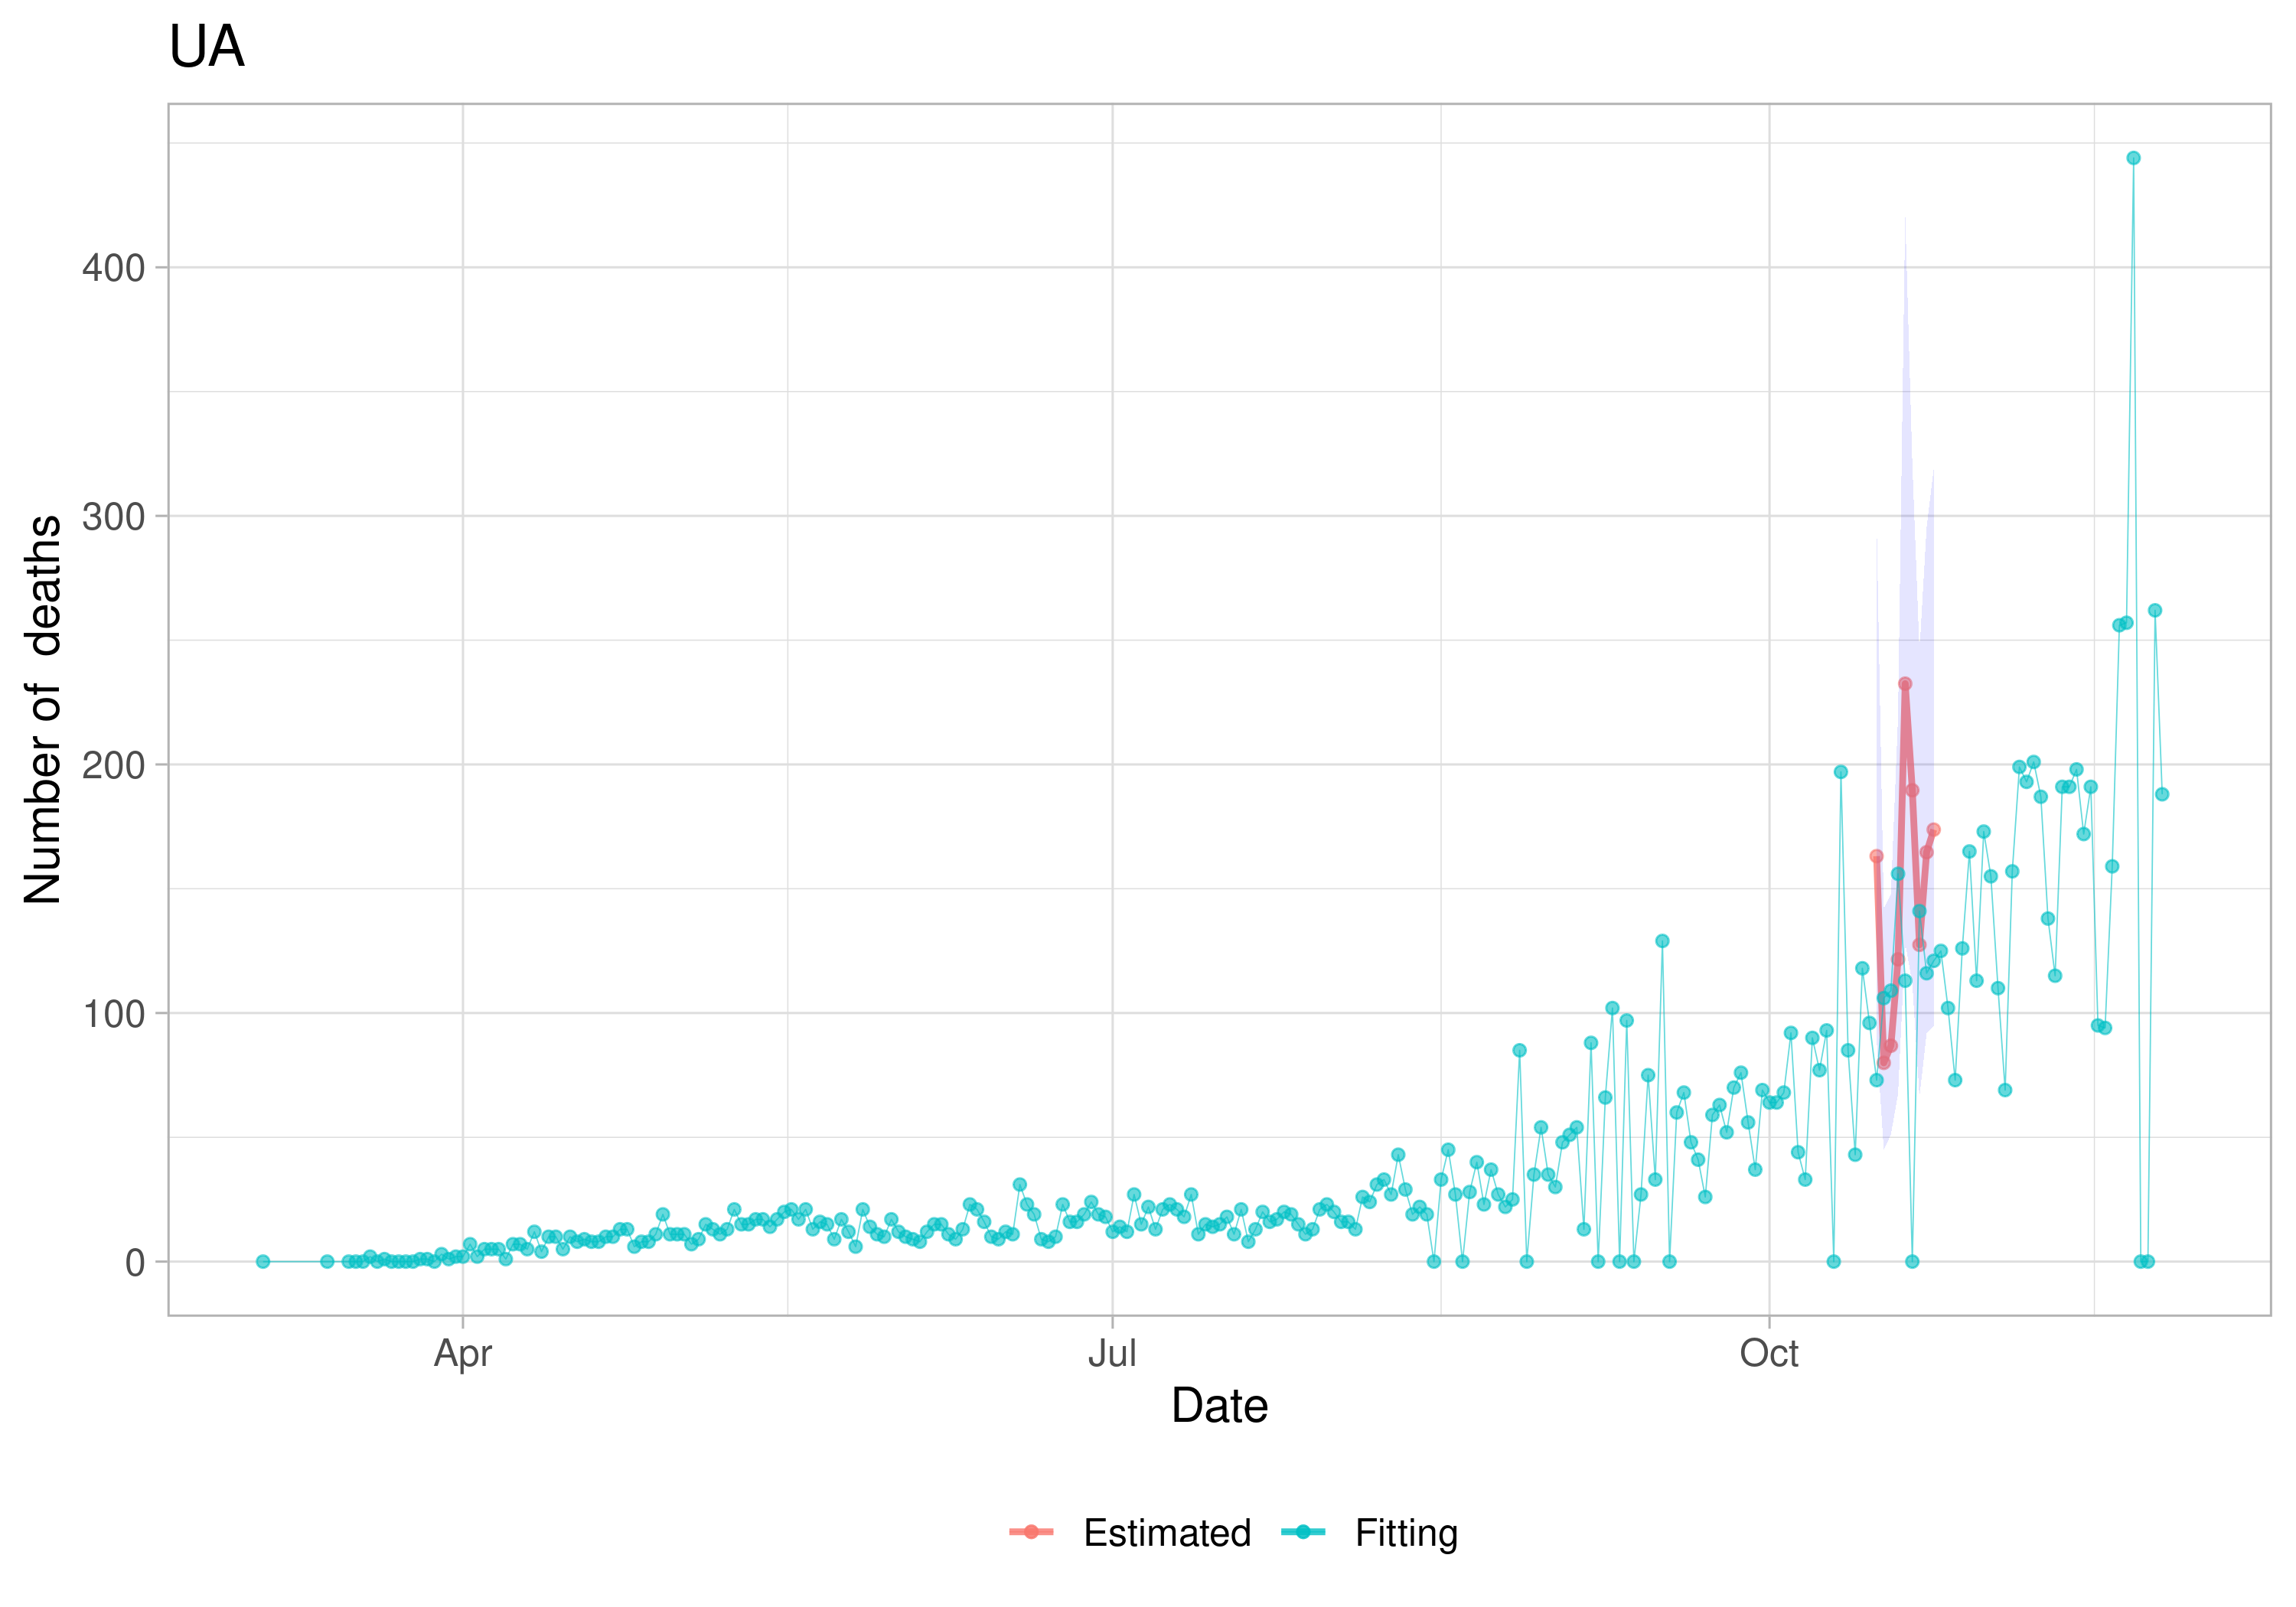 UA
Number of  deaths
400
300
200
100
0
Apr
Jul
Oct
Date
Estimated
Fitting